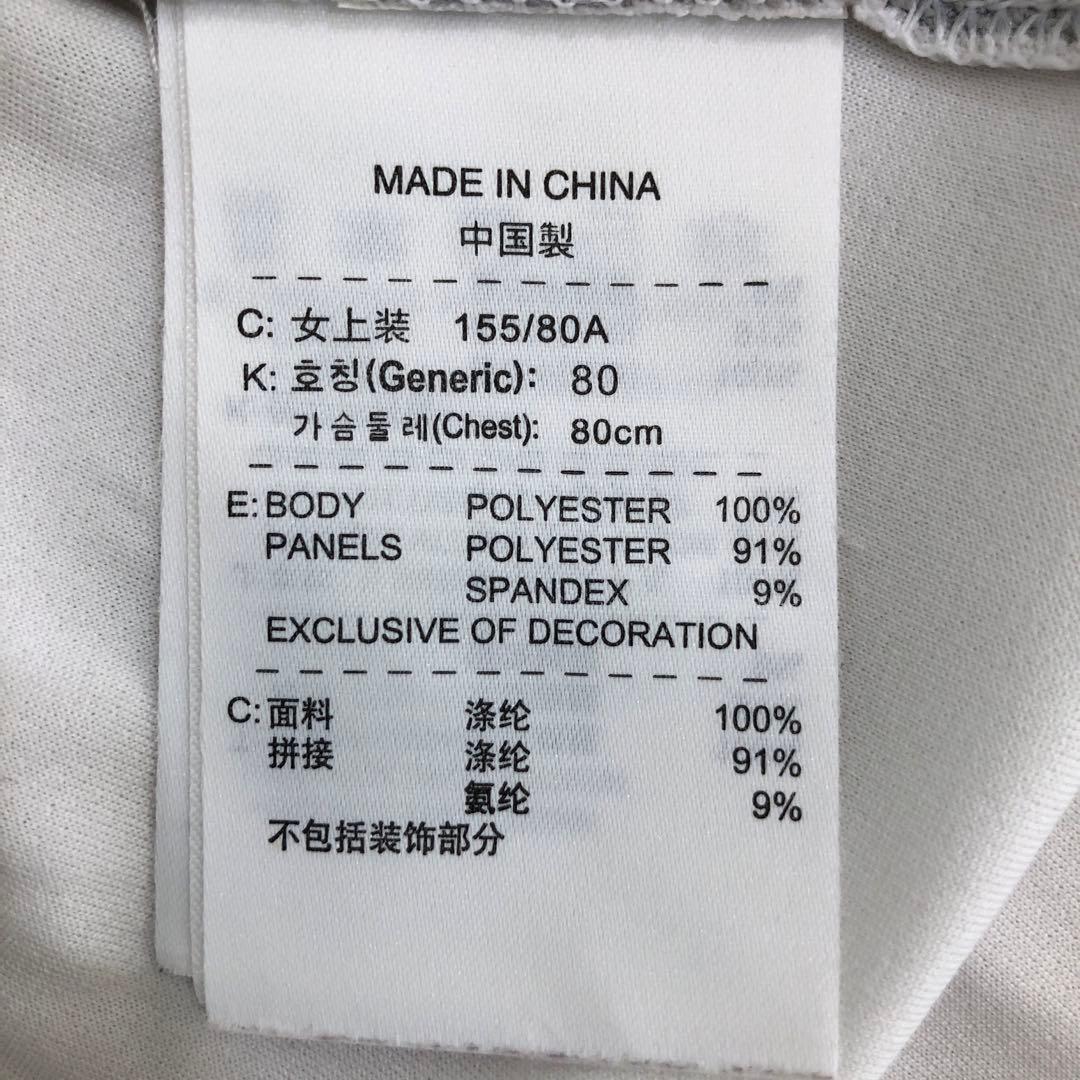 MADE IN CHINA
中国製
C: 女上装 155/80A
K: 호칭(Generic): 80
가슴둘레(Chest): 80cm
E: BODY POLYESTER 100%
PANELS POLYESTER 91%
SPANDEX 9%
EXCLUSIVE OF DECORATION
C: 面料 涤纶 100%
拼接 涤纶 91%
氨纶 9%
不包括装饰部分